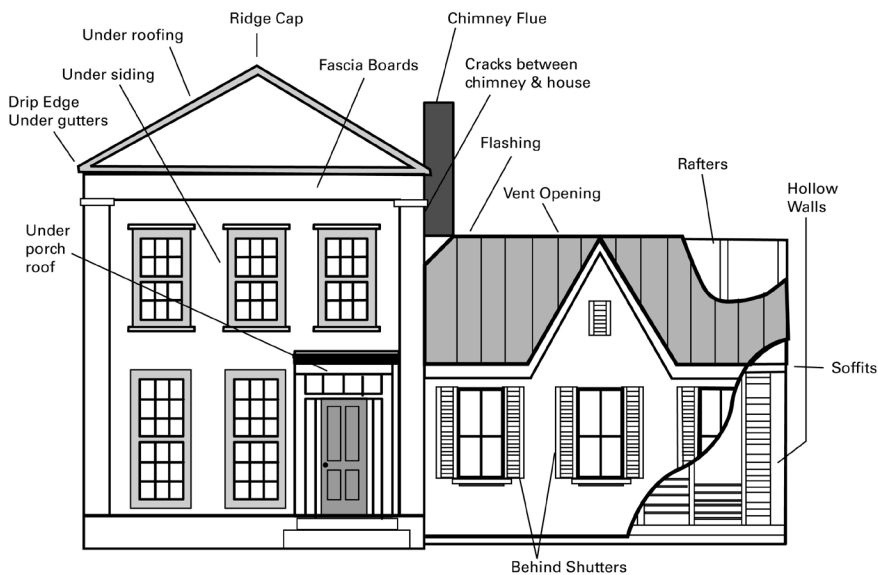 Ridge Cap
Chimney Flue
Under roofing
Under siding
Fascia Boards
Cracks between
chimney & house
Drip Edge
Under gutters
Flashing
Rafters
Vent Opening
Hollow
Walls
Under
porch
roof
Soffits
Behind Shutters